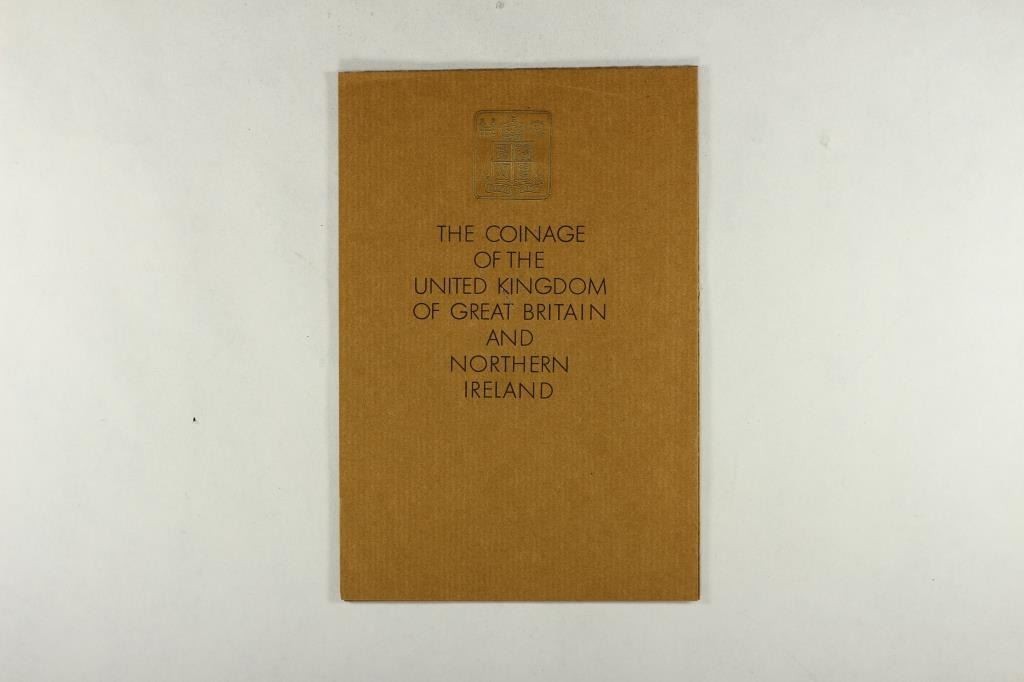 THE COINAGE
OF THE
UNITED KINGDOM
OF GREAT BRITAIN
AND
NORTHERN
IRELAND